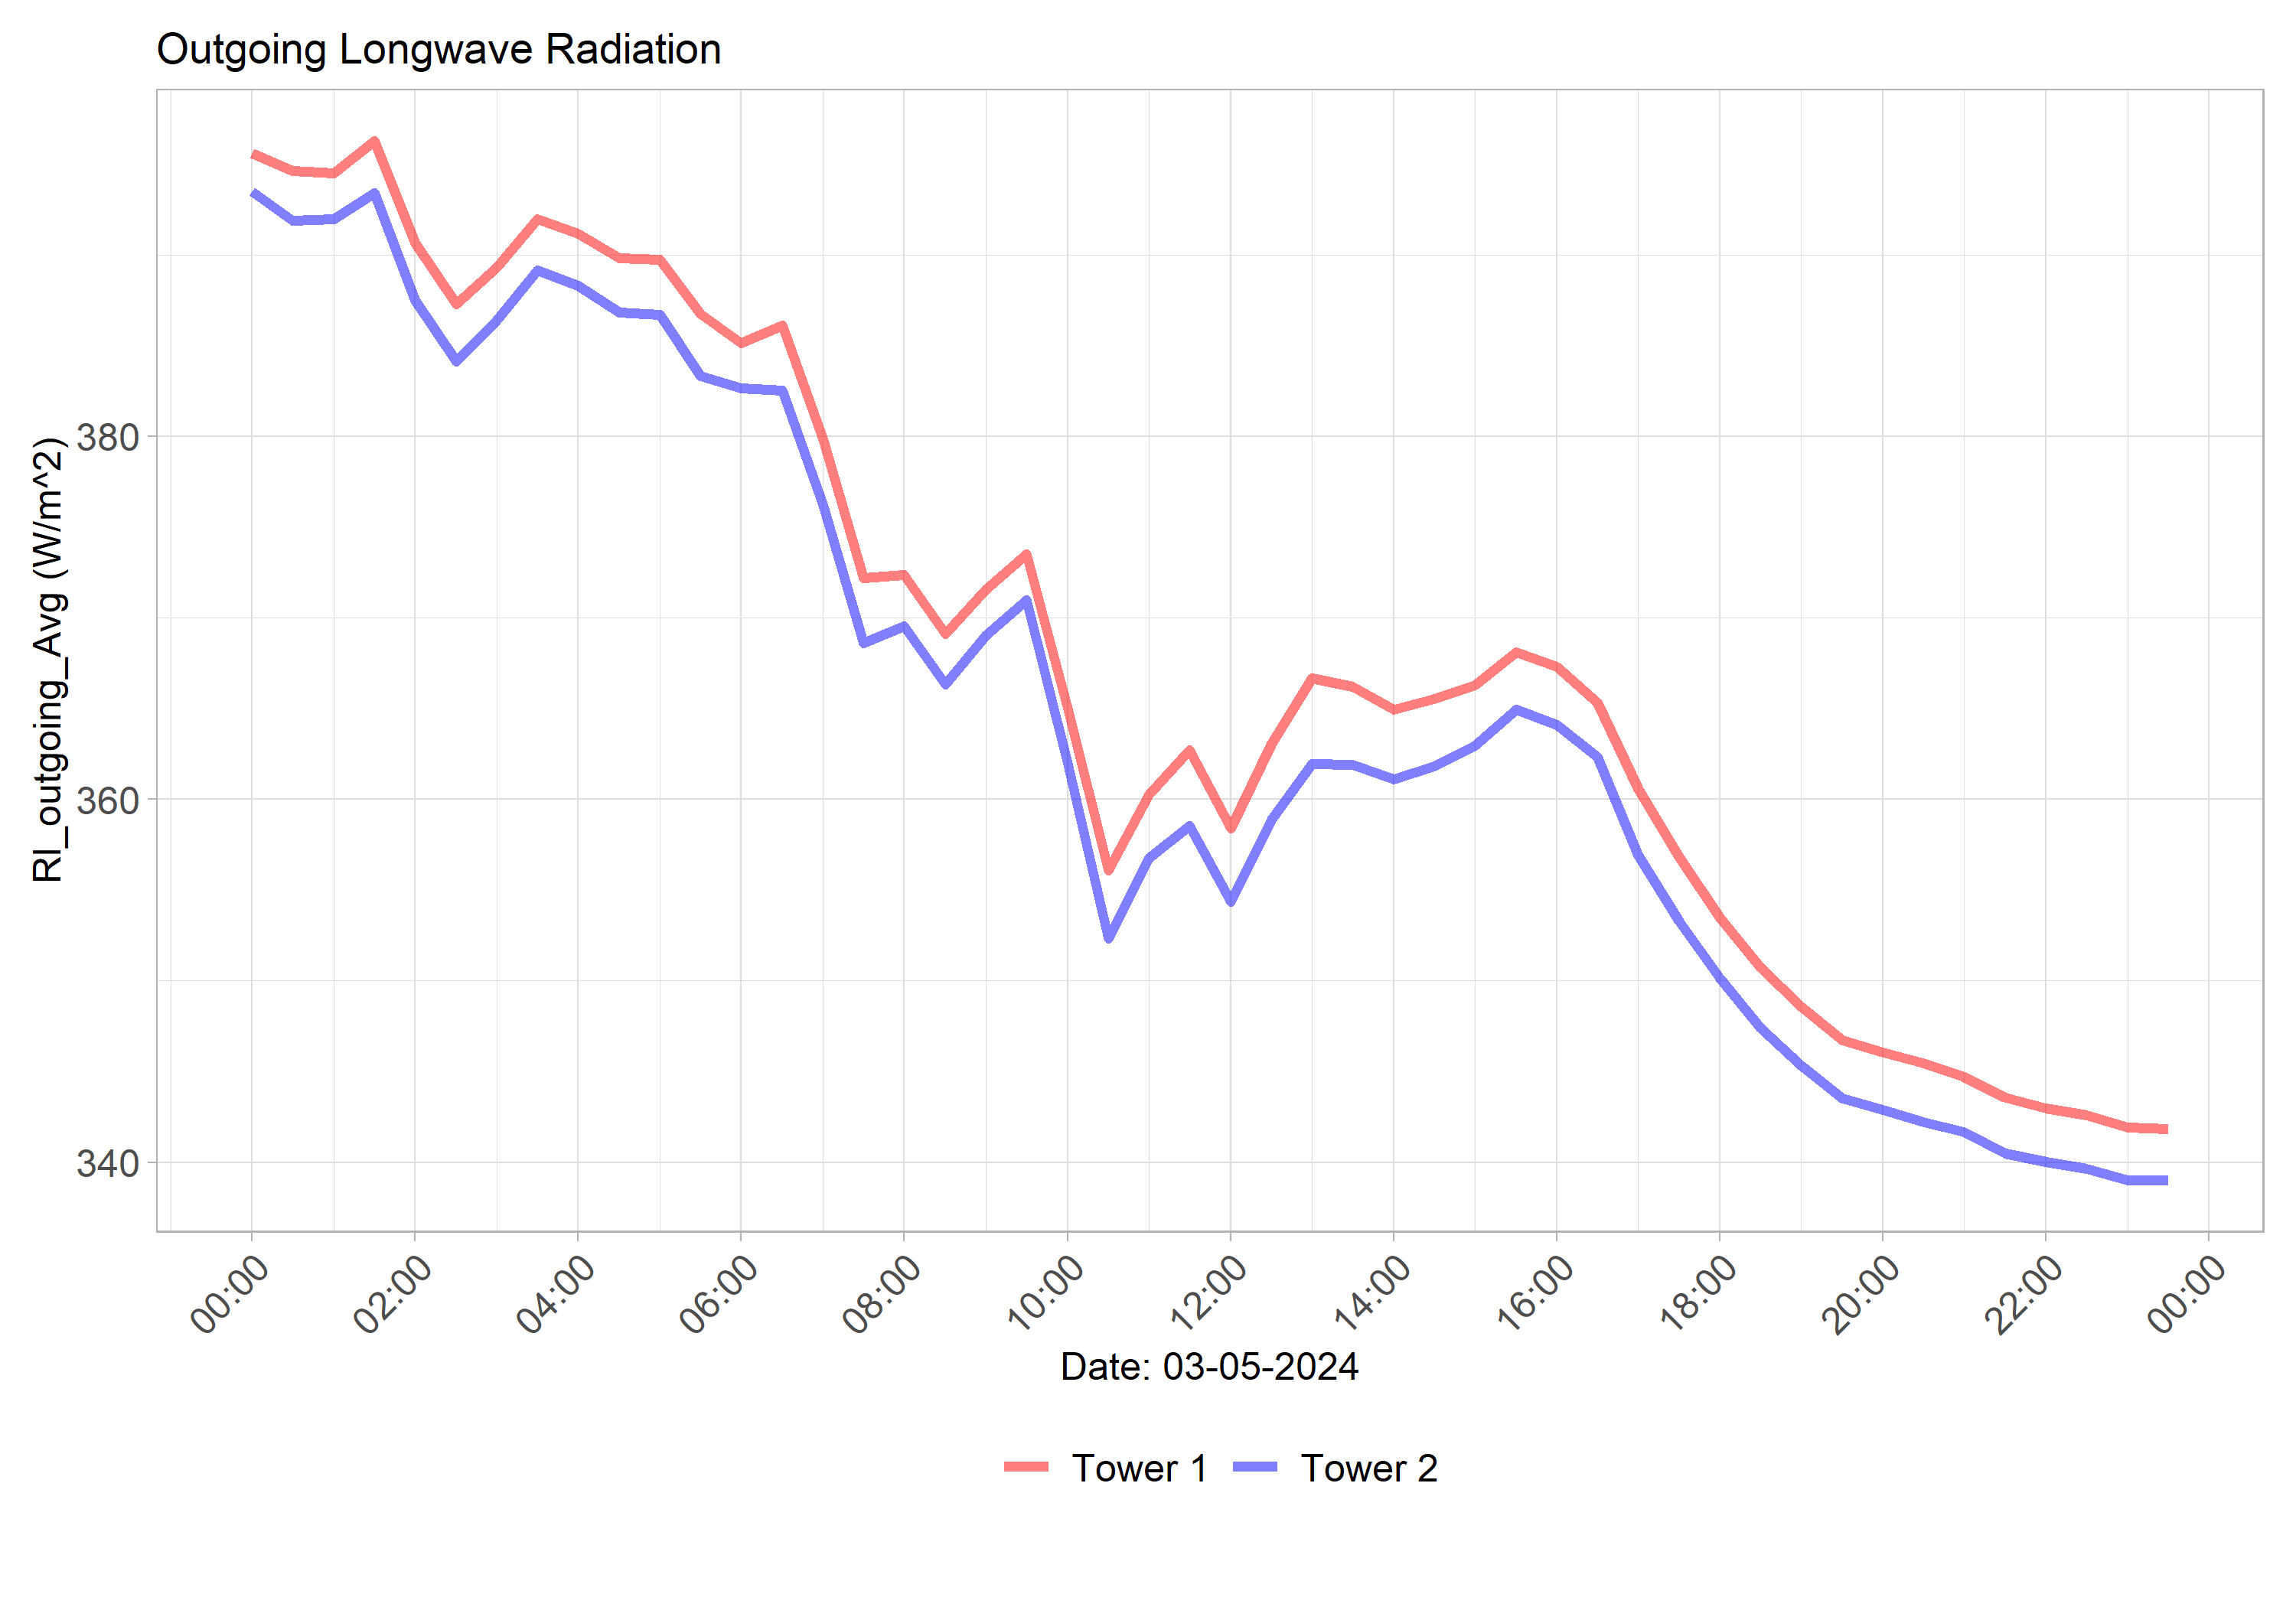 Outgoing Longwave Radiation
Rl_outgoing_Avg (W/m^2)
380
360
340
00:00 02:00 04:00 06:00 08:00 10:00 12:00 14:00 16:00 18:00 20:00 22:00 00:00
Date: 03-05-2024
Tower 1 Tower 2